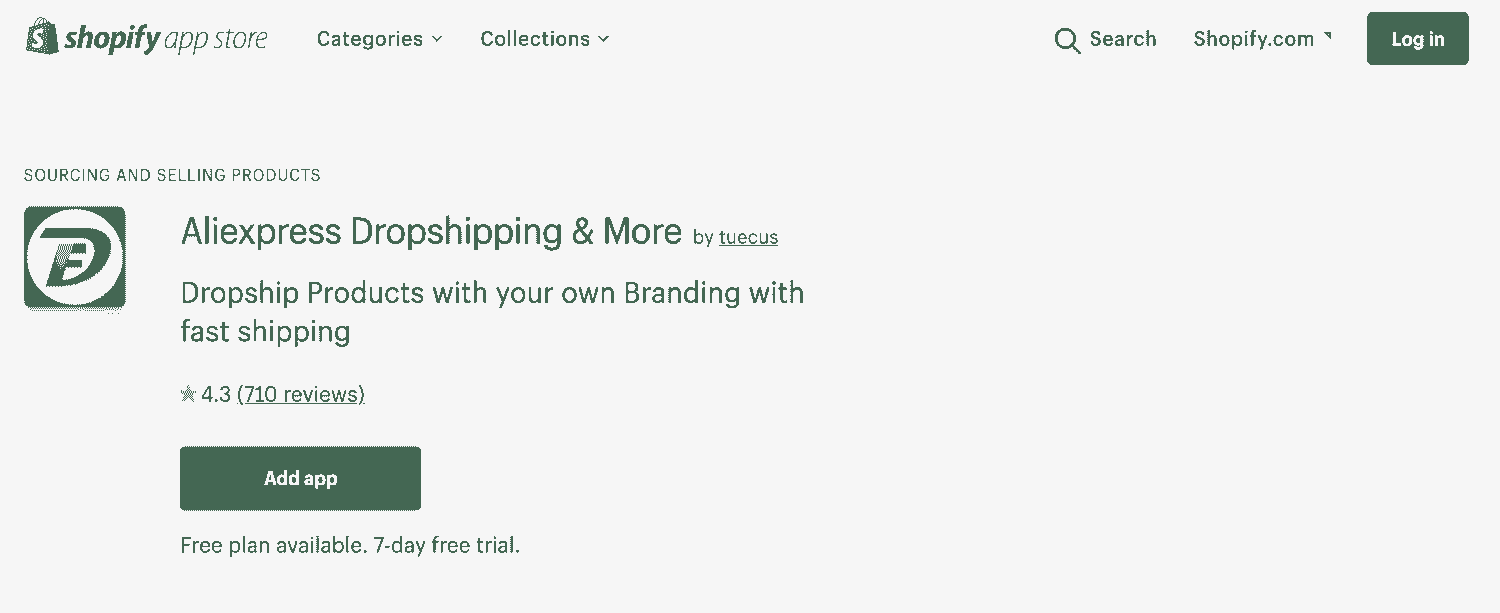 shopify app store Categories Collections Search Shopify.com Log in
SOURCING AND SELLING PRODUCTS
Aliexpress Dropshipping & More by tuecus
Dropship Products with your own Branding with
fast shipping
4.3 (710 reviews)
Add app
Free plan available. 7-day free trial.